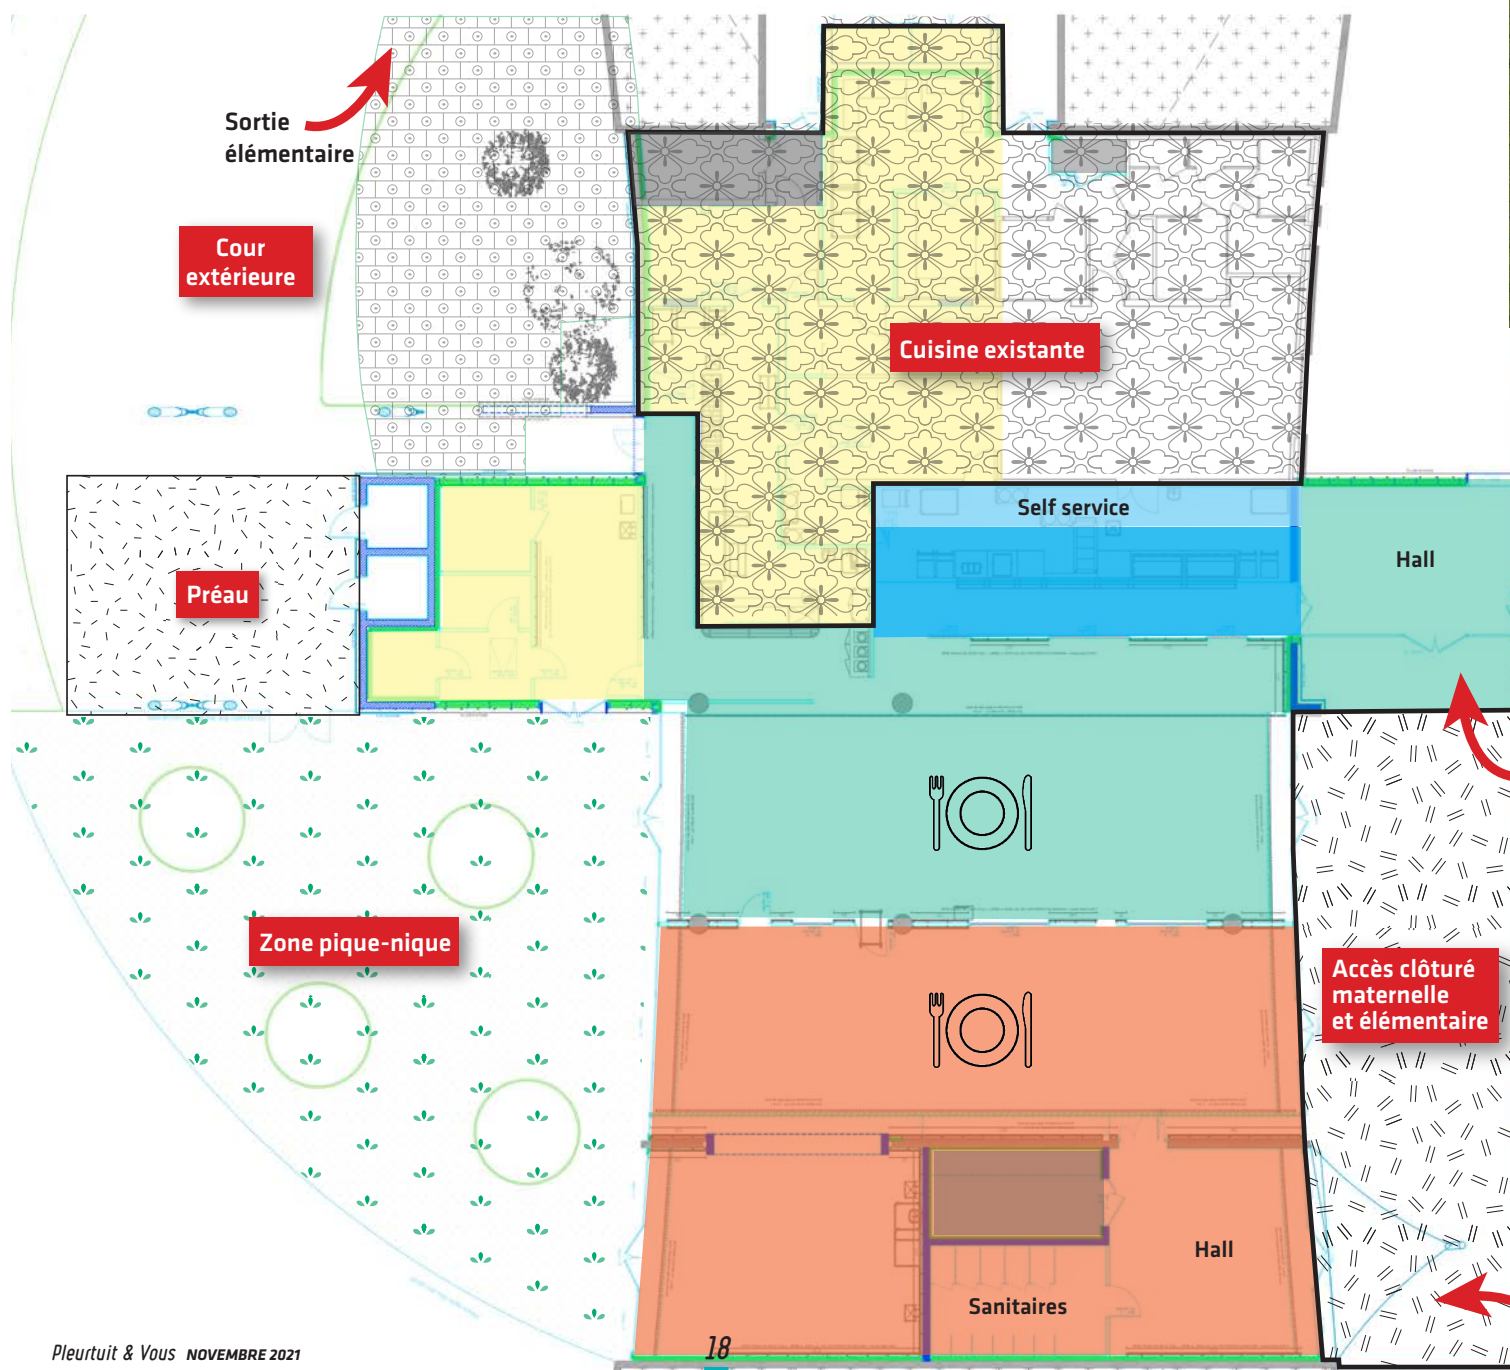 Sortie
élémentaire
Cour
extérieure
Cuisine existante
Self service
Hall
Préau
Zone pique-nique
Accès clôturé
maternelle
et élémentaire
Hall
Sanitaires
Pleurtuit & Vous NOVEMBRE 2021
18